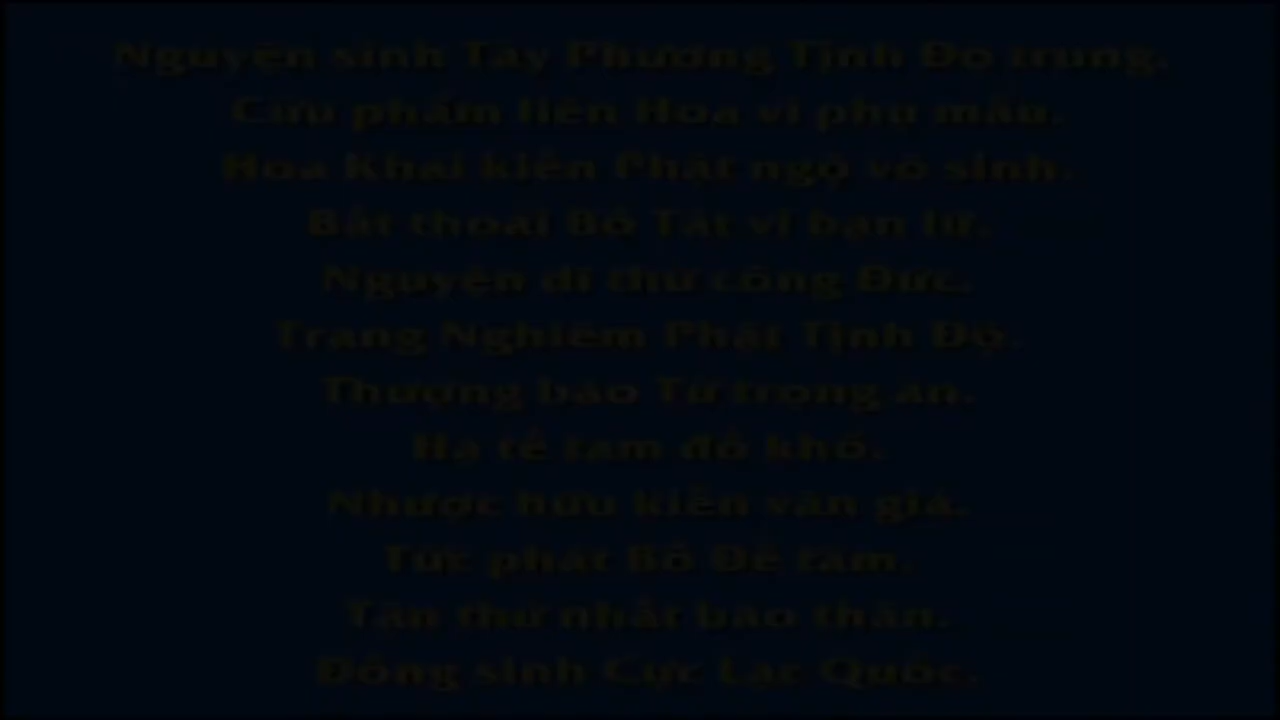 Nguyện sinh Tây Phương Tịnh Độ trung.
Cửu phẩm liên Hoa vi phụ mẫu.
Hoa Khai kiến Phật ngộ vô sinh.
Bất thoái Bồ Tát vi bạn lữ.
Nguyện dĩ thử công Đức.
Trang Nghiêm Phật Tịnh Độ.
Thượng báo Tứ trọng ân.
Hạ tế tam đồ khổ.
Nhược hữu kiến văn giả.
Tức phát Bồ Đề tâm.
Tận thử nhất báo thân.
Đồng sinh Cực Lạc Quốc.